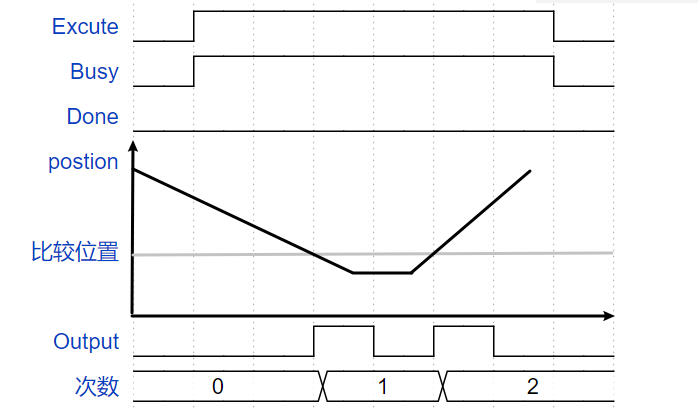 Excute
Busy
Done
postion
比较位置
Output
次数 0 1 2